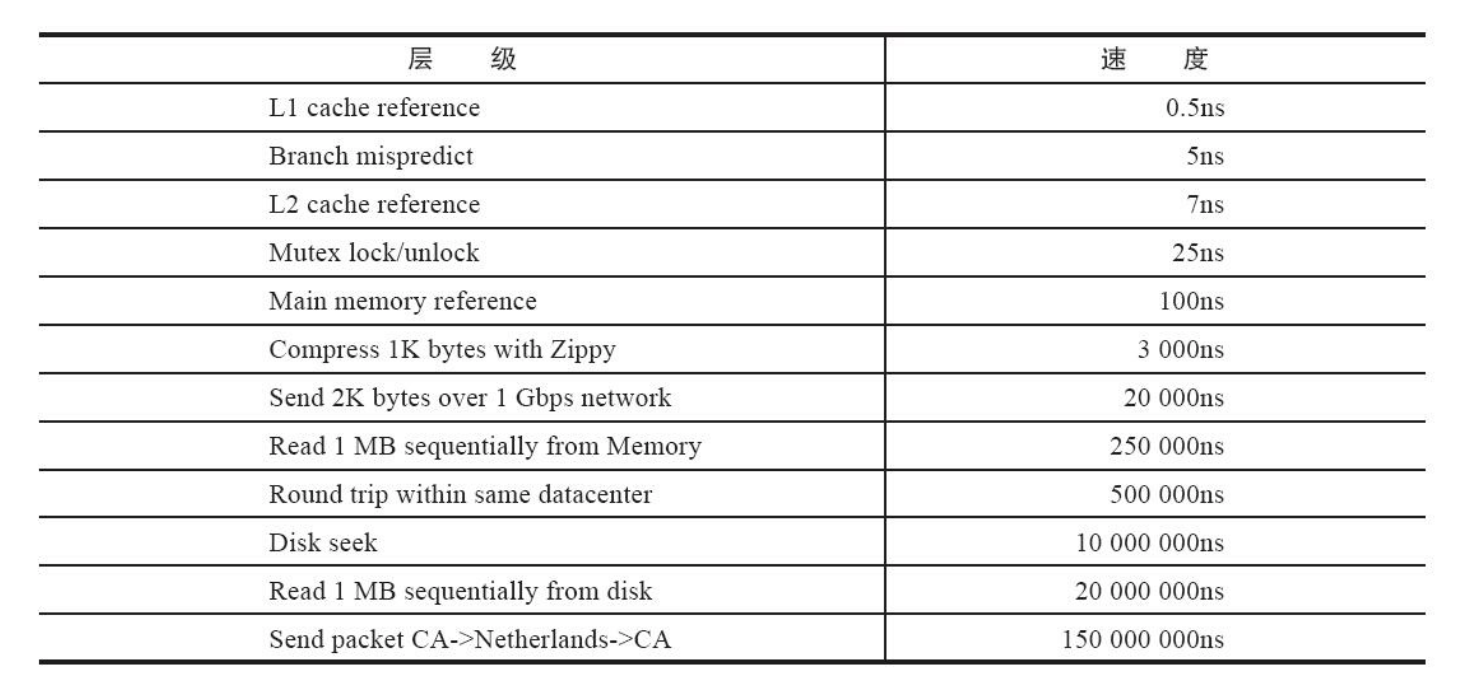 层 级 速 度
L1 cache reference 0.5ns
Branch mispredict 5ns
L2 cache reference 7ns
Mutex lock/unlock 25ns
Main memory reference 100ns
Compress 1K bytes with Zippy 3 000ns
Send 2K bytes over 1 Gbps network 20 000ns
Read 1 MB sequentially from Memory 250 000ns
Round trip within same datacenter 500 000ns
Disk seek 10 000 000ns
Read 1 MB sequentially from disk 20 000 000ns
Send packet CA->Netherlands->CA 150 000 000ns